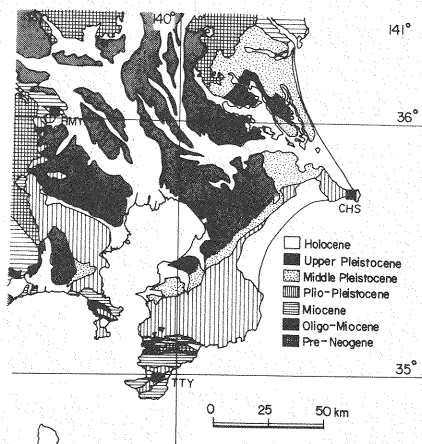 140° 141°
HMY
36°
CHS
Holocene
Upper Pleistocene
Middle Pleistocene
Plio-Pleistocene
Miocene
Oligo-Miocene
Pre-Neogene
35°
TTY
0 25 50 km